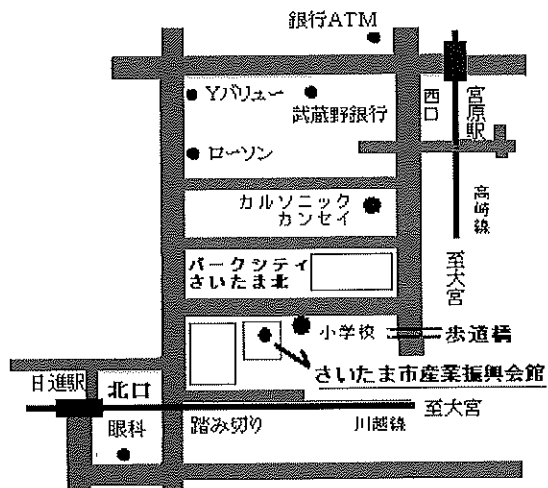 銀行ATM
Yバリュー
武蔵野銀行
西口
宮原駅
ローソン
カルソニック
カンセイ
高崎線
至大宮
パークシティ
さいたま北
小学校
歩道橋
さいたま市産業振興会館
日進駅
北口
眼科
踏み切り
川越線
至大宮